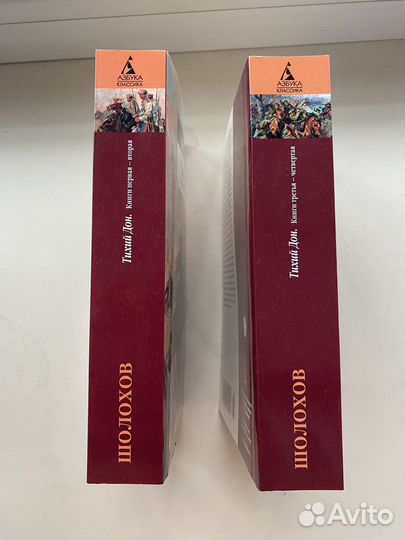 АЗБУКА
КЛАССИКА
Тихий Дон. Книги первая – вторая
ШОЛОХОВ
АЗБУКА
КЛАССИКА
Тихий Дон. Книги третья – четвертая
ШОЛОХОВ
Avito